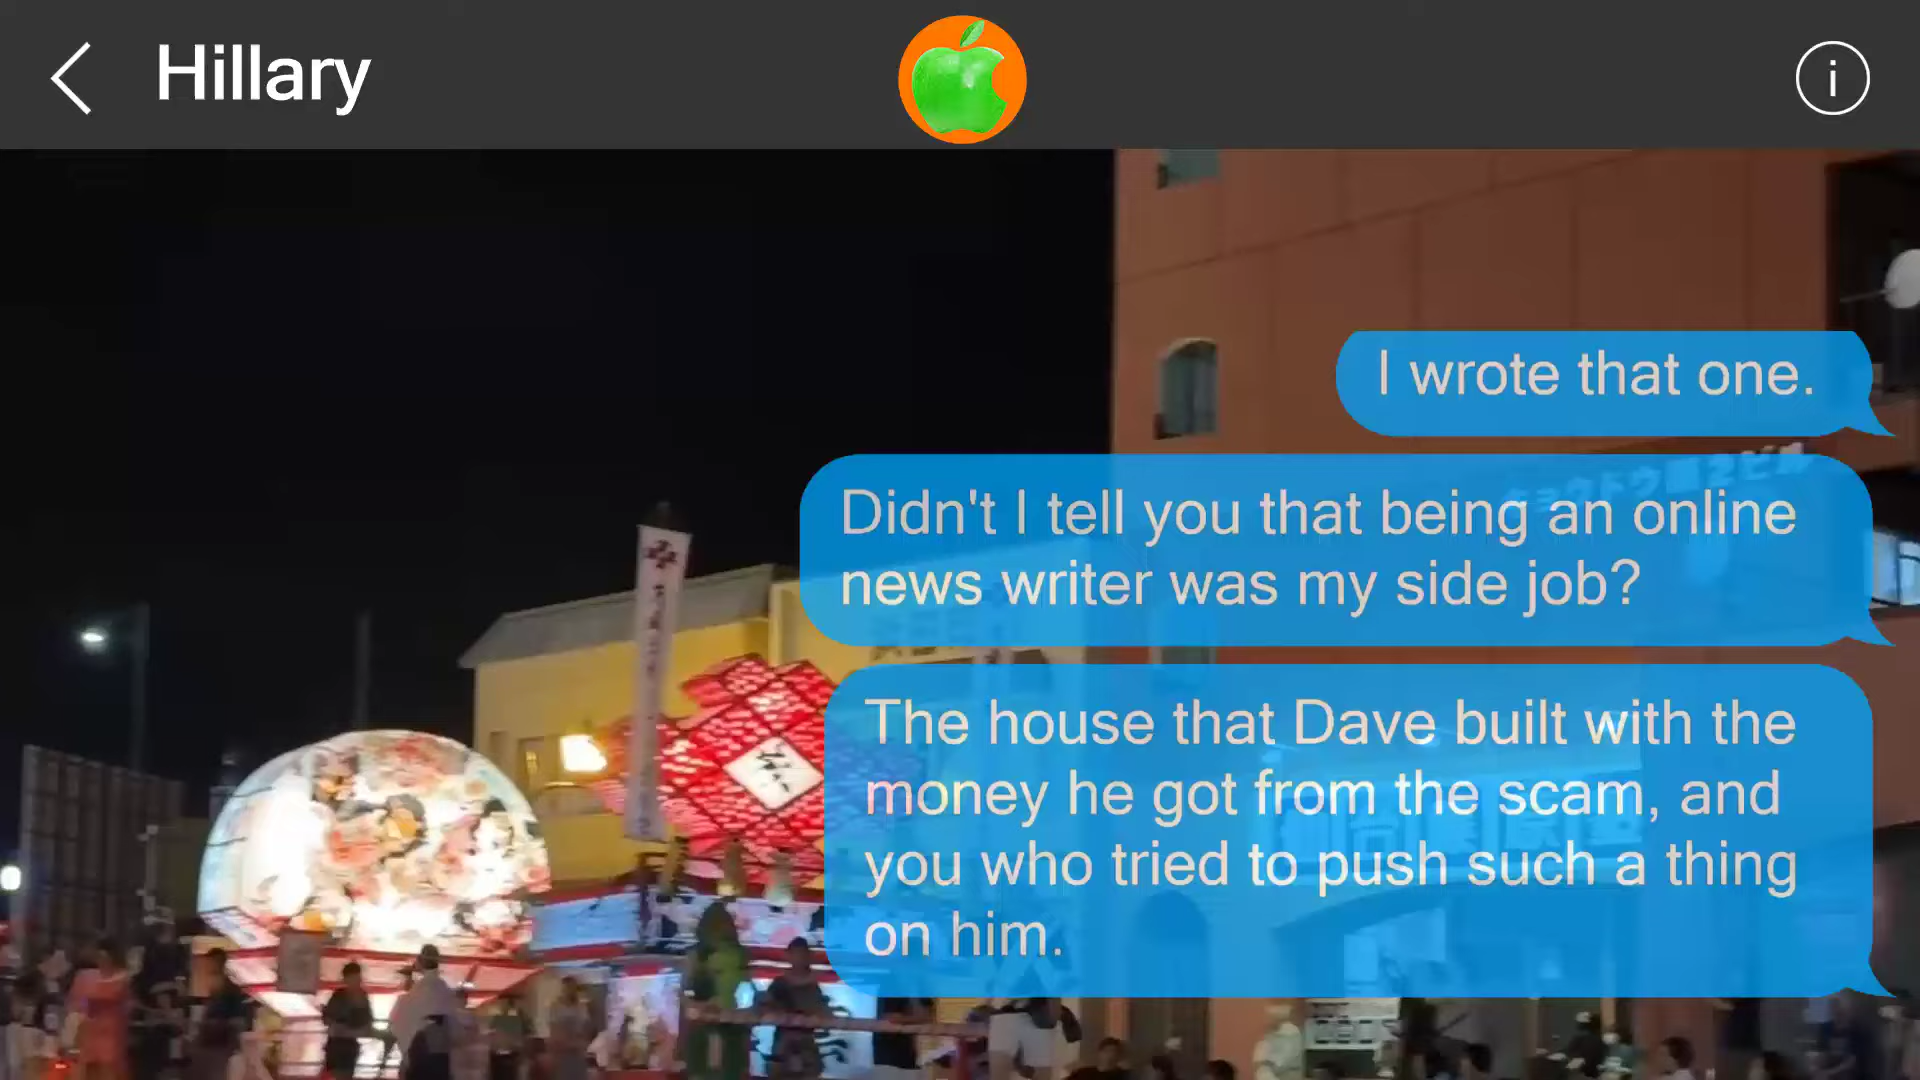 Hillary
i
I wrote that one.
Didn't I tell you that being an online
news writer was my side job?
The house that Dave built with the
money he got from the scam, and
you who tried to push such a thing
on him.